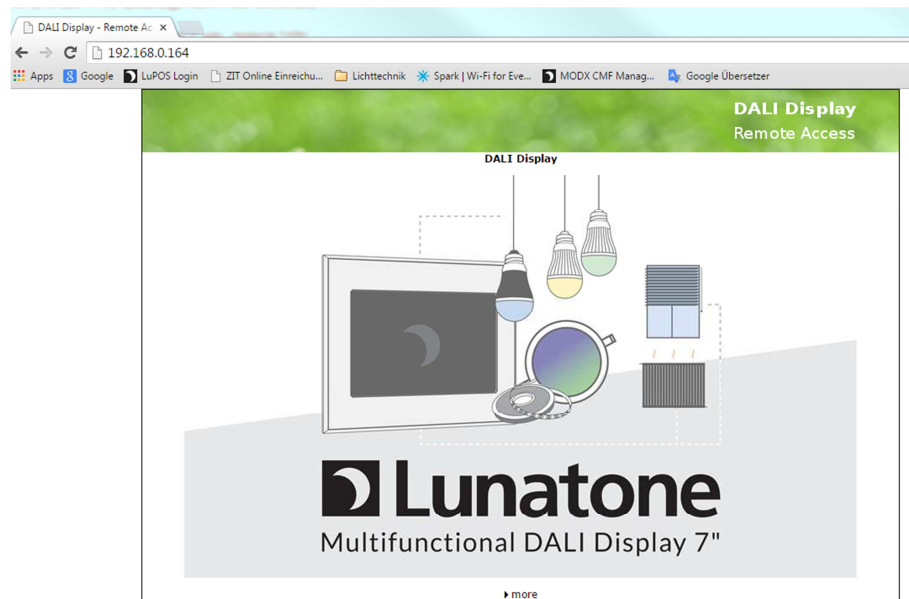 DALI Display - Remote Ac
192.168.0.164
Apps Google LuPOS Login ZIT Online Einreichu... Lichttechnik Spark | Wi-Fi for Eve... MODX CMF Manag... Google Übersetzer
DALI Display
Remote Access
DALI Display
Lunatone
Multifunctional DALI Display 7"
more